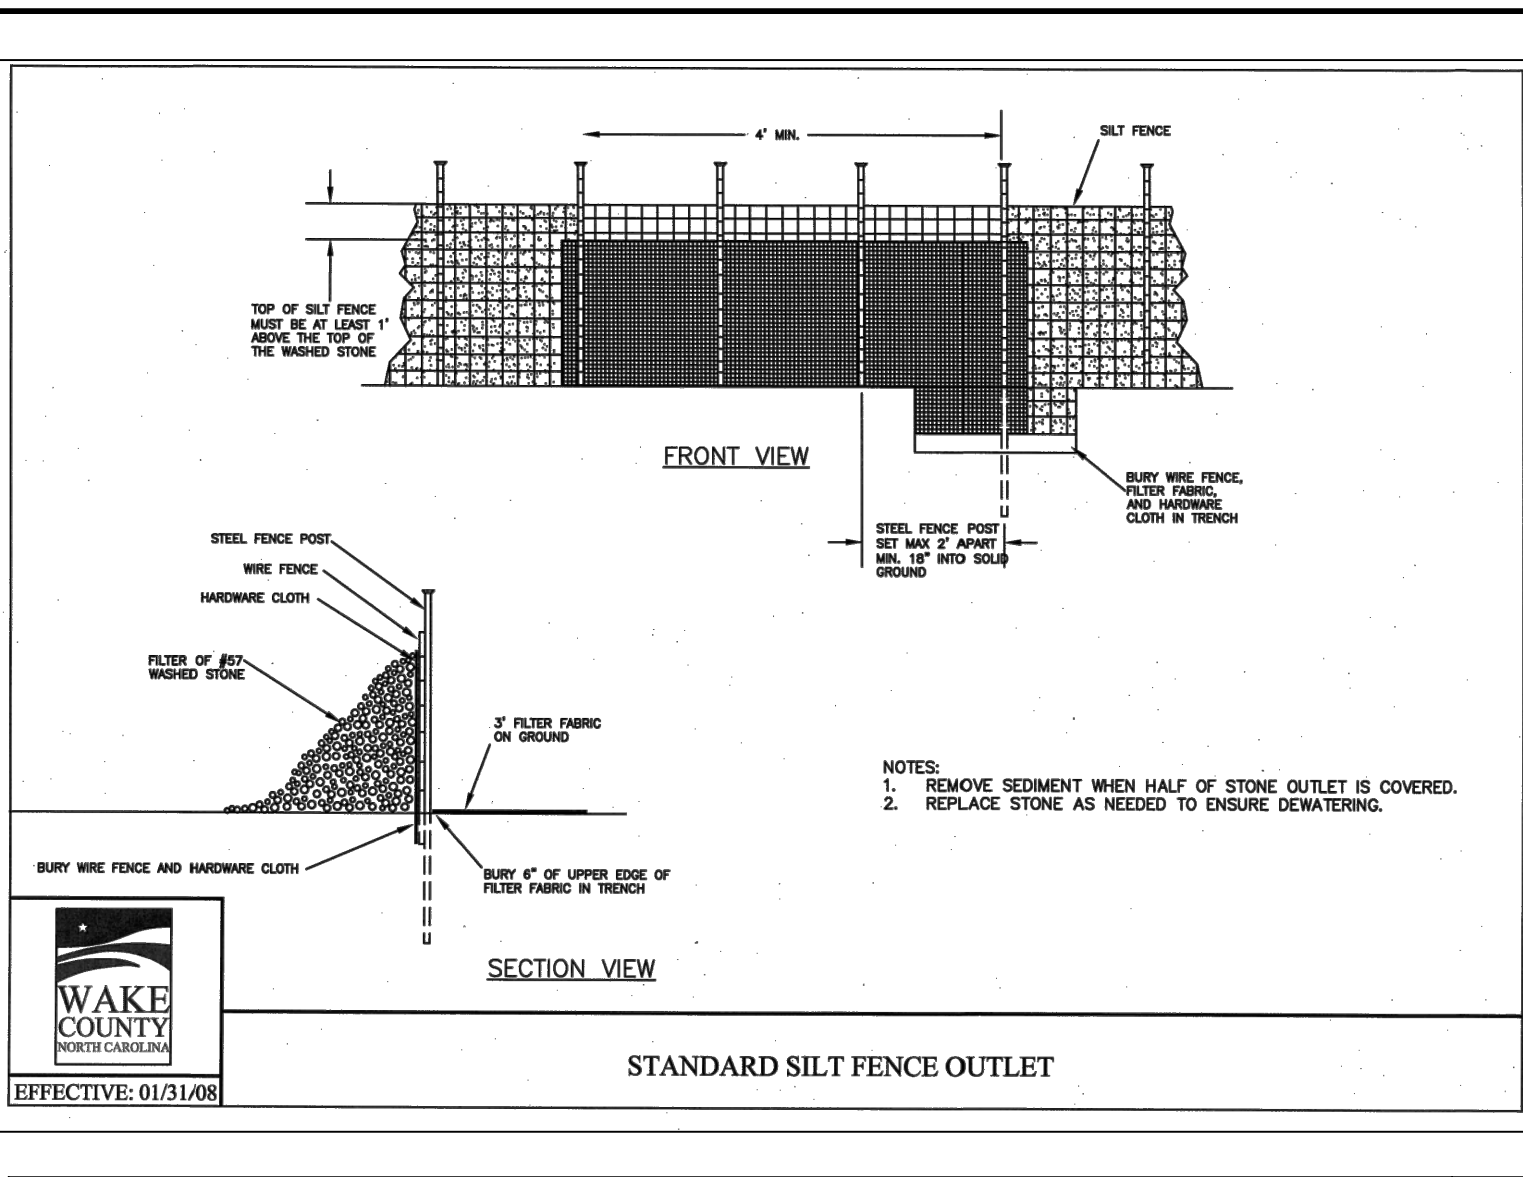 4' MIN.
SILT FENCE
TOP OF SILT FENCE
MUST BE AT LEAST 1'
ABOVE THE TOP OF
THE WASHED STONE
FRONT VIEW
BURY WIRE FENCE,
FILTER FABRIC,
AND HARDWARE
CLOTH IN TRENCH
STEEL FENCE POST
SET MAX 2' APART
MIN. 18" INTO SOLID
GROUND
STEEL FENCE POST
WIRE FENCE
HARDWARE CLOTH
FILTER OF #57
WASHED STONE
3' FILTER FABRIC
ON GROUND
NOTES:
1. REMOVE SEDIMENT WHEN HALF OF STONE OUTLET IS COVERED.
2. REPLACE STONE AS NEEDED TO ENSURE DEWATERING.
BURY WIRE FENCE AND HARDWARE CLOTH
BURY 6" OF UPPER EDGE OF
FILTER FABRIC IN TRENCH
SECTION VIEW
WAKE
COUNTY
NORTH CAROLINA
EFFECTIVE: 01/31/08
STANDARD SILT FENCE OUTLET